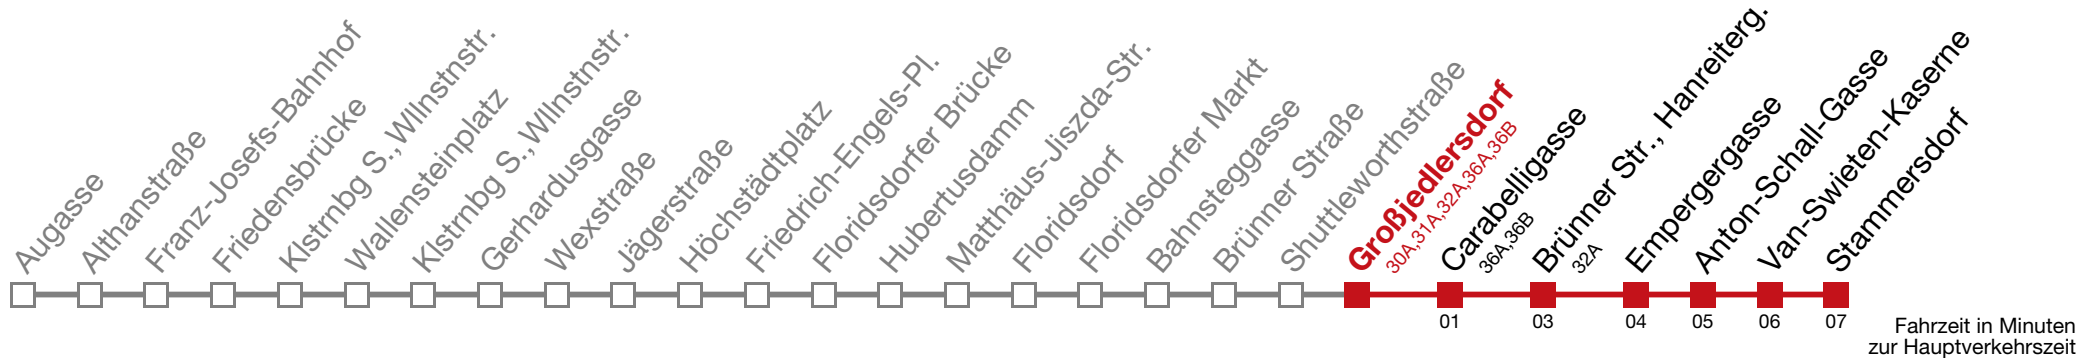 Augasse
Althanstraße
Franz-Josefs-Bahnhof
Friedensbrücke
Klstrnbg S., Wllnstnstr.
Wallensteinplatz
Klstrnbg S., Wllnstnstr.
Gerhardusgasse
Wexstraße
Jägerstraße
Höchstädtplatz
Friedrich-Engels-Pl.
Floridsdorfer Brücke
Hubertusdamm
Matthäus-Jiszda-Str.
Floridsdorf
Floridsdorfer Markt
Bahnsteggasse
Brünner Straße
Shuttleworthstraße
Großjedlersdorf
30A,31A,32A,36A,36B
Carabelligasse
36A,36B
Brünner Str., Hanreiterg.
32A
Empergergasse
Anton-Schall-Gasse
Van-Swieten-Kaserne
Stammersdorf
01
03
04
05
06
07
Fahrzeit in Minuten
zur Hauptverkehrszeit